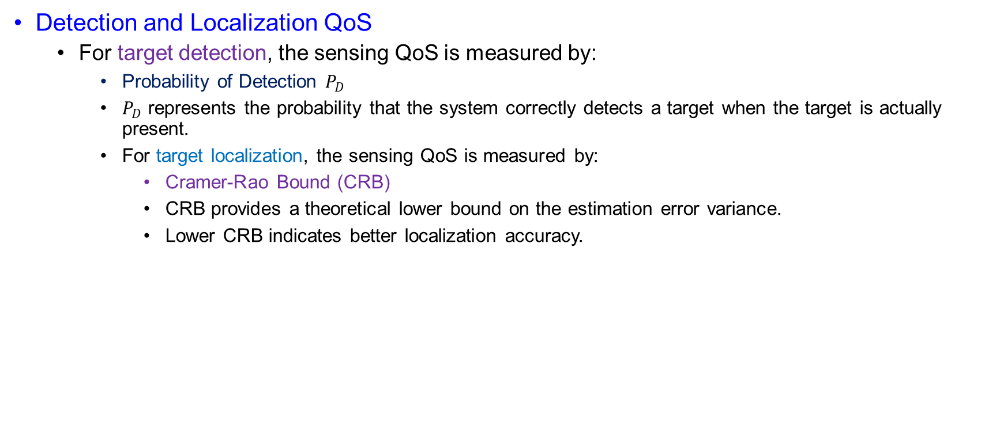 • Detection and Localization QoS
• For target detection, the sensing QoS is measured by:
• Probability of Detection P_D
• P_D represents the probability that the system correctly detects a target when the target is actually
present.
• For target localization, the sensing QoS is measured by:
• Cramer-Rao Bound (CRB)
• CRB provides a theoretical lower bound on the estimation error variance.
• Lower CRB indicates better localization accuracy.